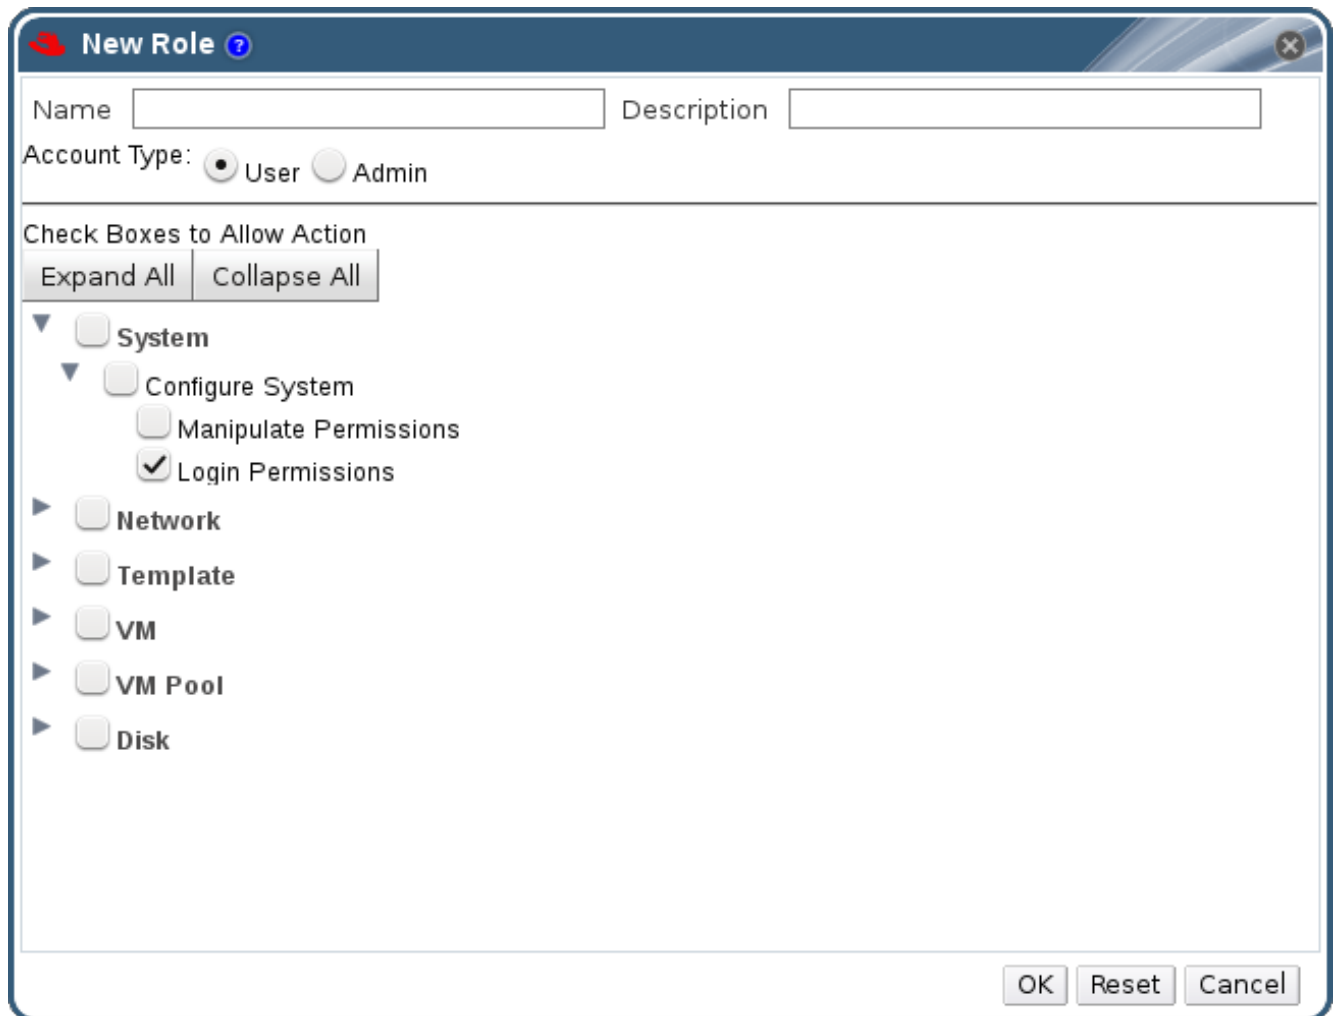 New Role ?
Name Description
Account Type: User Admin
Check Boxes to Allow Action
Expand All Collapse All
System
Configure System
Manipulate Permissions
Login Permissions
Network
Template
VM
VM Pool
Disk
OK Reset Cancel